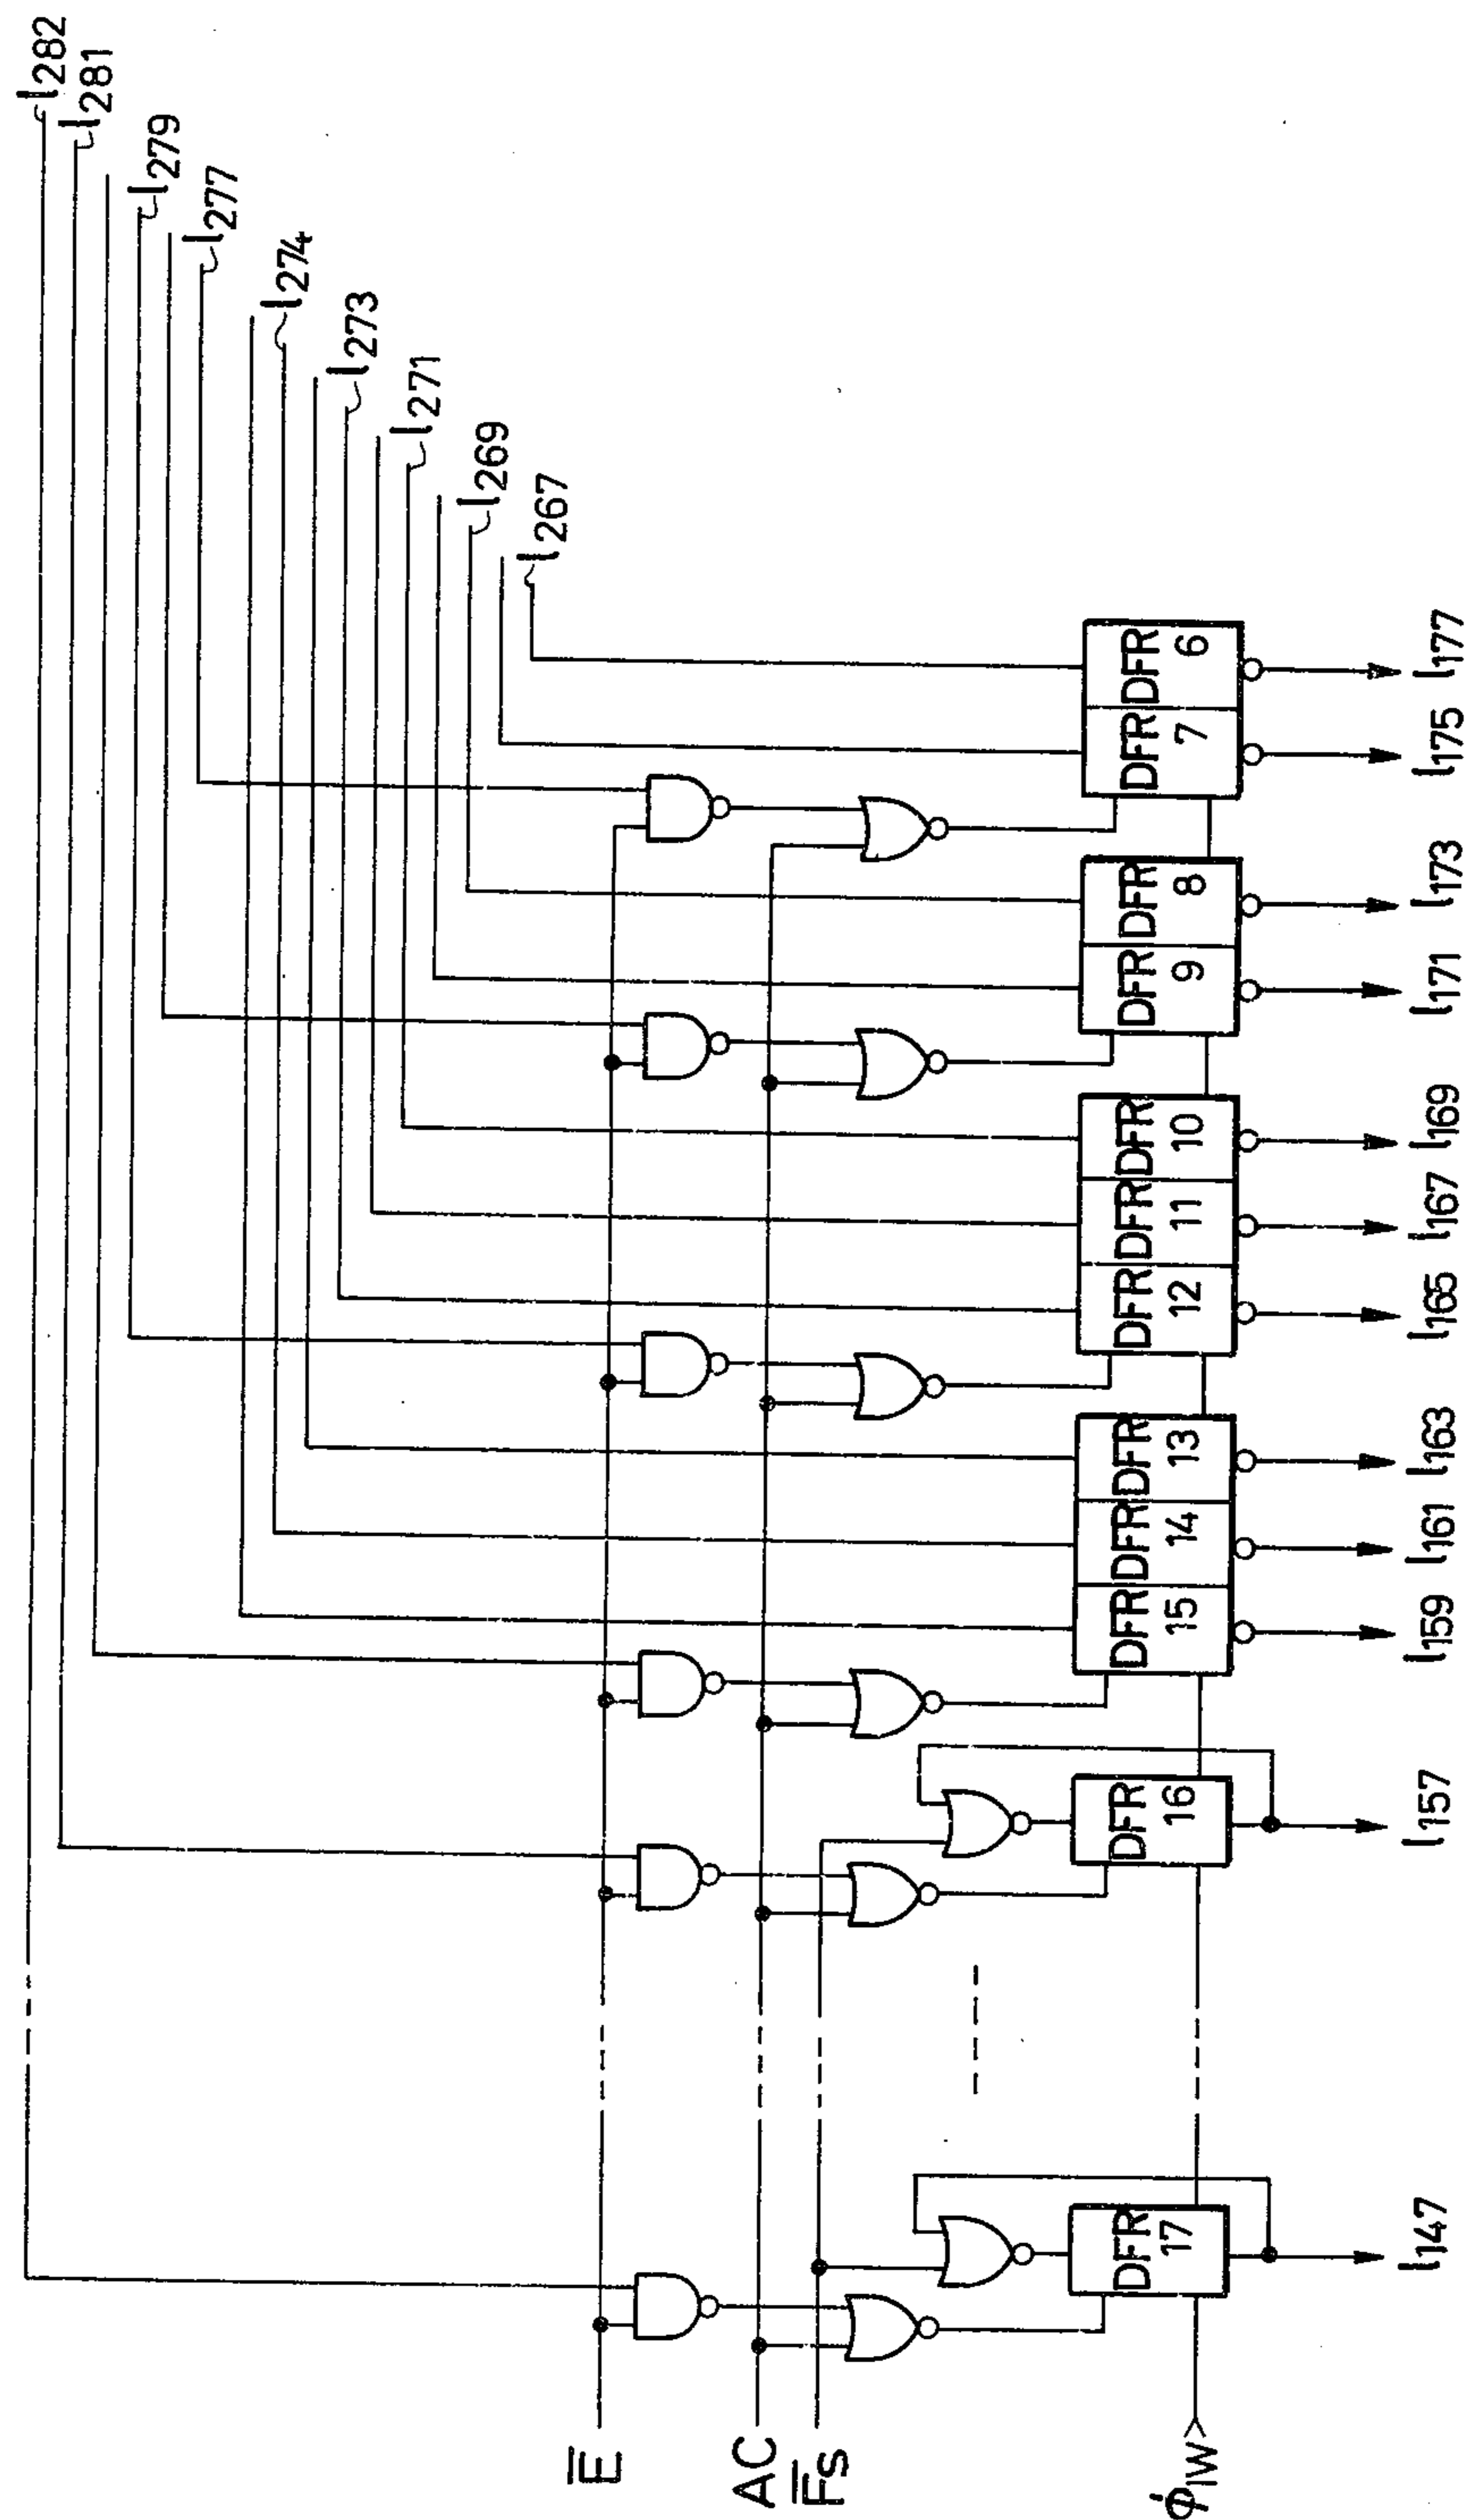 l282
l281
l279
l277
l274
l273
l271
l269
l267
E̅
AC
F̅s
ϕIW
DFR 17
DFR 16
DFR 15
DFR 14
DFR 13
DFR 12
DFR 11
DFR 10
DFR 9
DFR 8
DFR 7
DFR 6
l147
l157
l159
l161
l163
l165
l167
l169
l171
l173
l175
l177